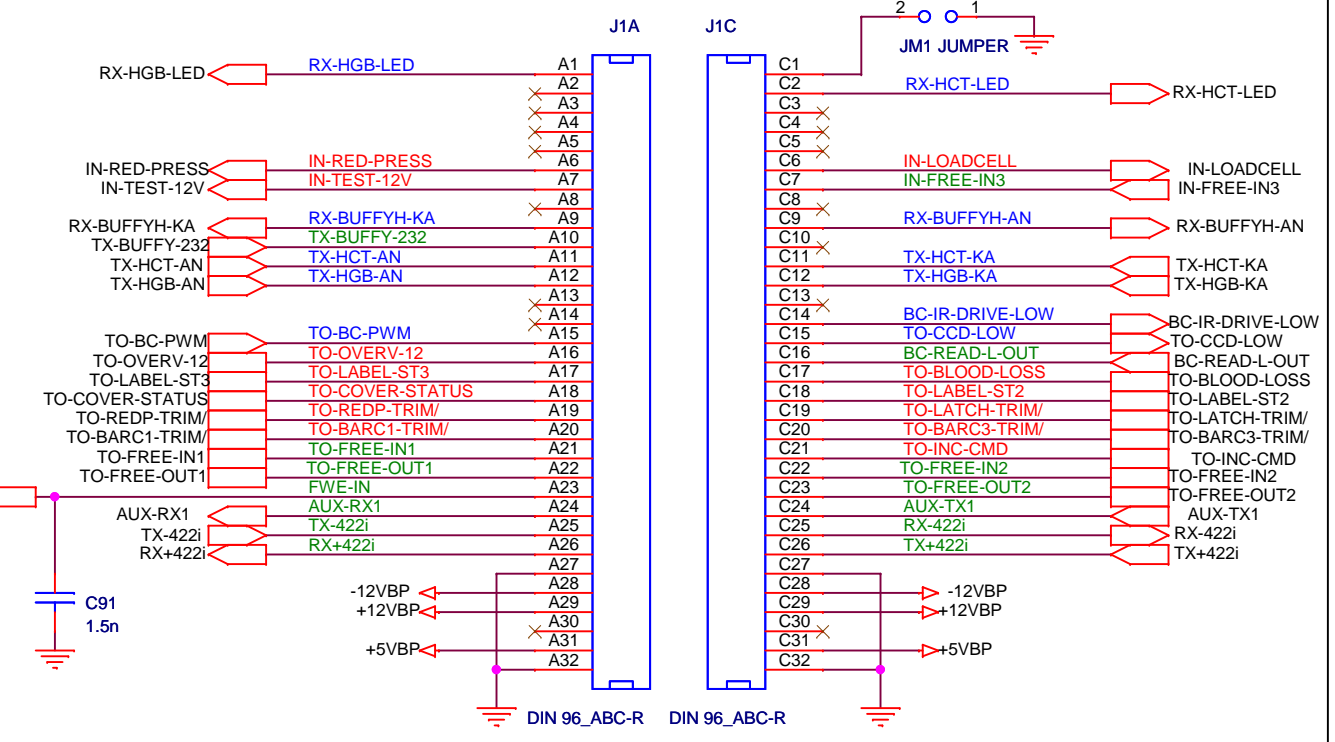 2 1
J1A J1C
JM1 JUMPER
RX-HGB-LED RX-HGB-LED A1 C1
A2 C2 RX-HCT-LED RX-HCT-LED
A3 C3
A4 C4
A5 C5
IN-RED-PRESS IN-RED-PRESS A6 C6 IN-LOADCELL IN-LOADCELL
IN-TEST-12V IN-TEST-12V A7 C7 IN-FREE-IN3 IN-FREE-IN3
A8 C8
RX-BUFFYH-KA RX-BUFFYH-KA A9 C9 RX-BUFFYH-AN RX-BUFFYH-AN
TX-BUFFY-232 TX-BUFFY-232 A10 C10
TX-HCT-AN TX-HCT-AN A11 C11 TX-HCT-KA TX-HCT-KA
TX-HGB-AN TX-HGB-AN A12 C12 TX-HGB-KA TX-HGB-KA
A13 C13
A14 C14 BC-IR-DRIVE-LOW BC-IR-DRIVE-LOW
TO-BC-PWM TO-BC-PWM A15 C15 TO-CCD-LOW TO-CCD-LOW
TO-OVERV-12 TO-OVERV-12 A16 C16 BC-READ-L-OUT BC-READ-L-OUT
TO-LABEL-ST3 TO-LABEL-ST3 A17 C17 TO-BLOOD-LOSS TO-BLOOD-LOSS
TO-COVER-STATUS TO-COVER-STATUS A18 C18 TO-LABEL-ST2 TO-LABEL-ST2
TO-REDP-TRIM/ TO-REDP-TRIM/ A19 C19 TO-LATCH-TRIM/ TO-LATCH-TRIM/
TO-BARC1-TRIM/ TO-BARC1-TRIM/ A20 C20 TO-BARC3-TRIM/ TO-BARC3-TRIM/
TO-FREE-IN1 TO-FREE-IN1 A21 C21 TO-INC-CMD TO-INC-CMD
TO-FREE-OUT1 TO-FREE-OUT1 A22 C22 TO-FREE-IN2 TO-FREE-IN2
FWE-IN A23 C23 TO-FREE-OUT2 TO-FREE-OUT2
AUX-RX1 A24 C24 AUX-TX1 AUX-TX1
TX-422i TX-422i A25 C25 RX-422i RX-422i
RX+422i RX+422i A26 C26 TX+422i TX+422i
A27 C27
-12VBP A28 C28 -12VBP
C91 +12VBP A29 C29 +12VBP
1.5n A30 C30
+5VBP A31 C31 +5VBP
A32 C32
DIN 96_ABC-R DIN 96_ABC-R